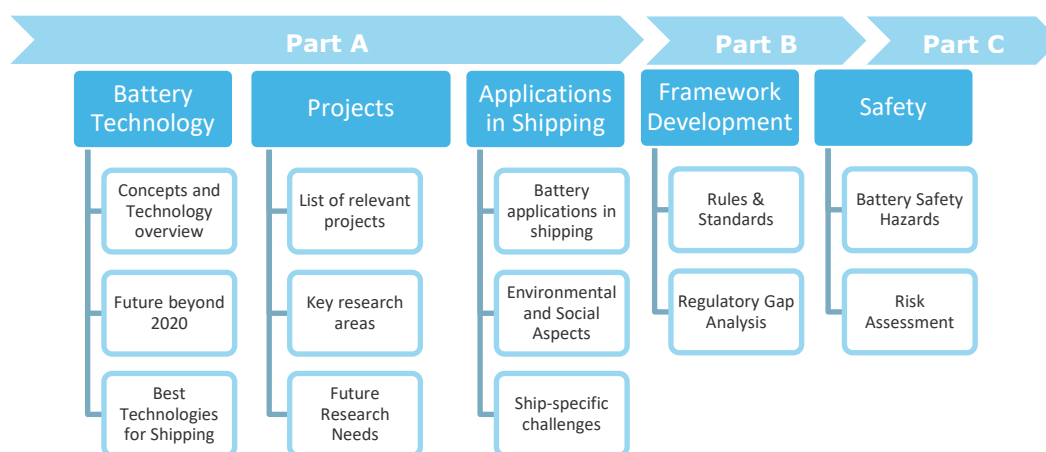 Part A
Part B
Part C
Battery
Technology
Projects
Applications
in Shipping
Framework
Development
Safety
Concepts and
Technology
overview
Future beyond
2020
Best
Technologies
for Shipping
List of relevant
projects
Key research
areas
Future
Research
Needs
Battery
applications in
shipping
Environmental
and Social
Aspects
Ship-specific
challenges
Rules &
Standards
Regulatory Gap
Analysis
Battery Safety
Hazards
Risk
Assessment